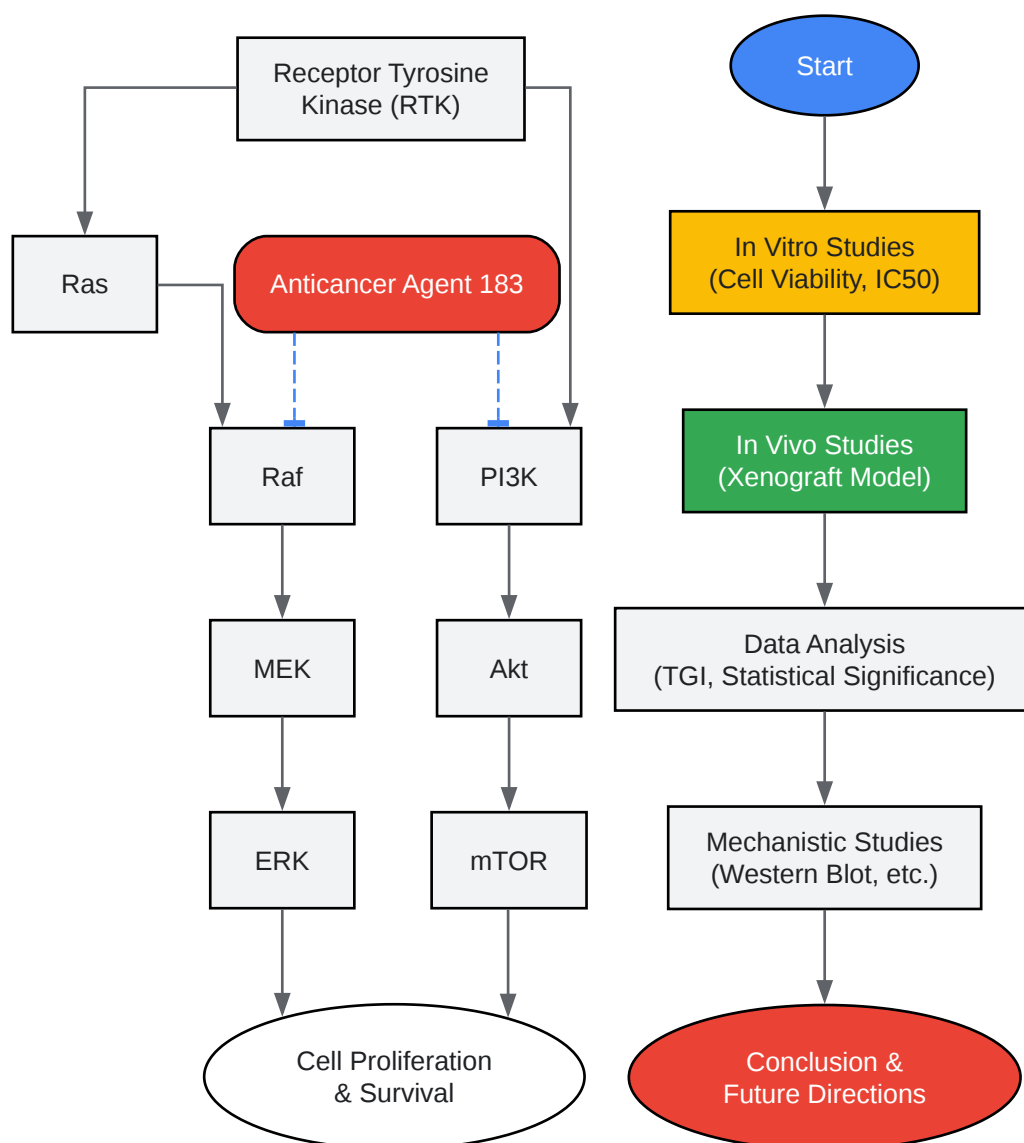 Receptor Tyrosine
Kinase (RTK)
Ras
Anticancer Agent 183
Raf
PI3K
MEK
Akt
ERK
mTOR
Cell Proliferation
& Survival
Start
In Vitro Studies
(Cell Viability, IC50)
In Vivo Studies
(Xenograft Model)
Data Analysis
(TGI, Statistical Significance)
Mechanistic Studies
(Western Blot, etc.)
Conclusion &
Future Directions